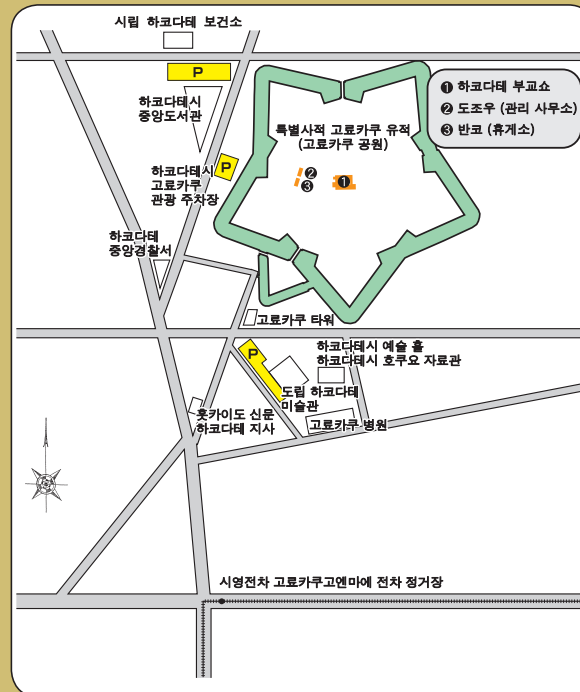 시립 하코다테 보건소
P
하코다테시
중앙도서관
특별사적 고료카쿠 유적
(고료카쿠 공원)
❶ 하코다테 부교쇼
❷ 도조우 (관리 사무소)
❸ 반코 (휴게소)
하코다테시
고료카쿠
관광 주차장
P
❷
❸
❶
하코다테
중앙경찰서
고료카쿠 타워
P
하코다테시 예술 홀
하코다테시 호쿠요 자료관
도립 하코다테
미술관
홋카이도 신문
하코다테 지사
고료카쿠 병원
시영전차 고료카쿠고엔마에 전차 정거장